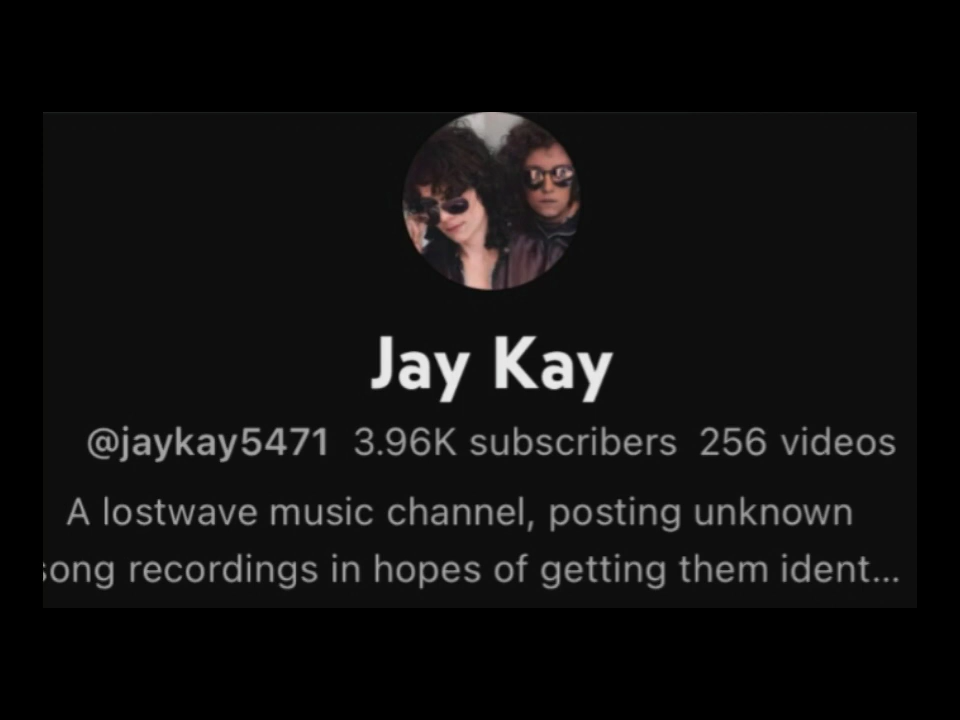 Jay Kay
@jaykay5471 3.96K subscribers 256 videos
A lostwave music channel, posting unknown
song recordings in hopes of getting them ident...